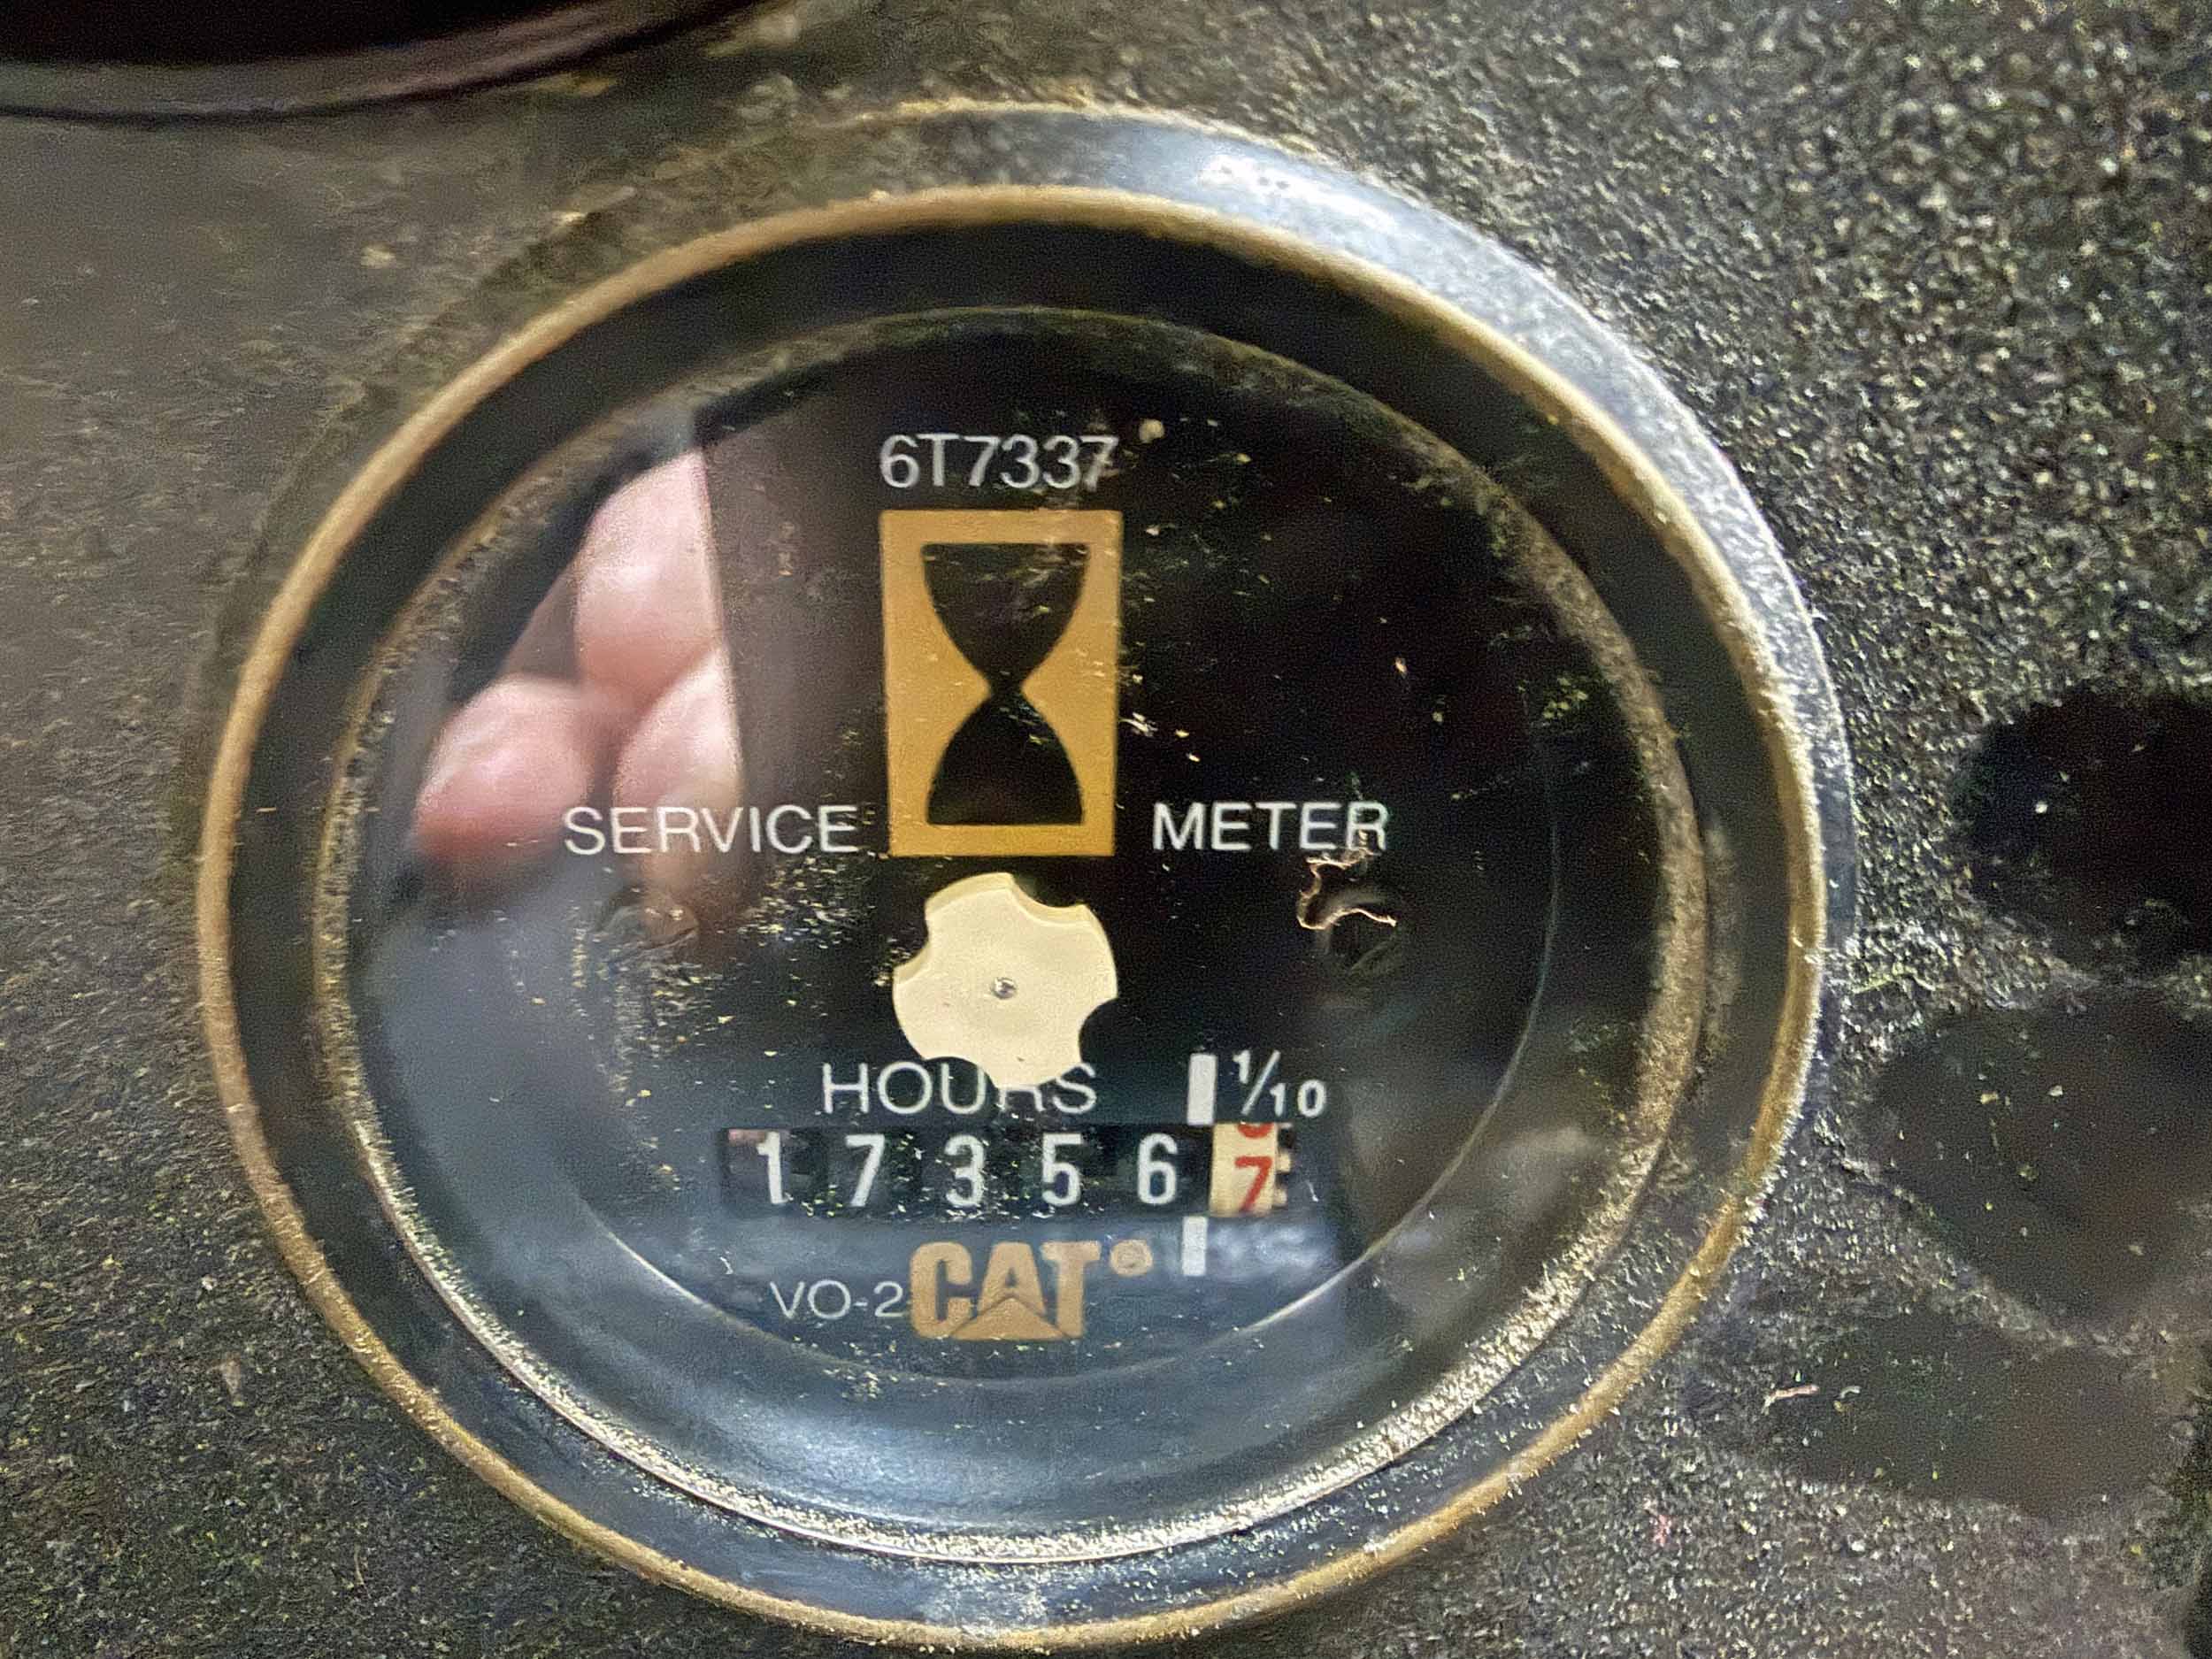 6T7337
SERVICE METER
HOURS 1/10
1 7 3 5 6 7
VO-2 CAT